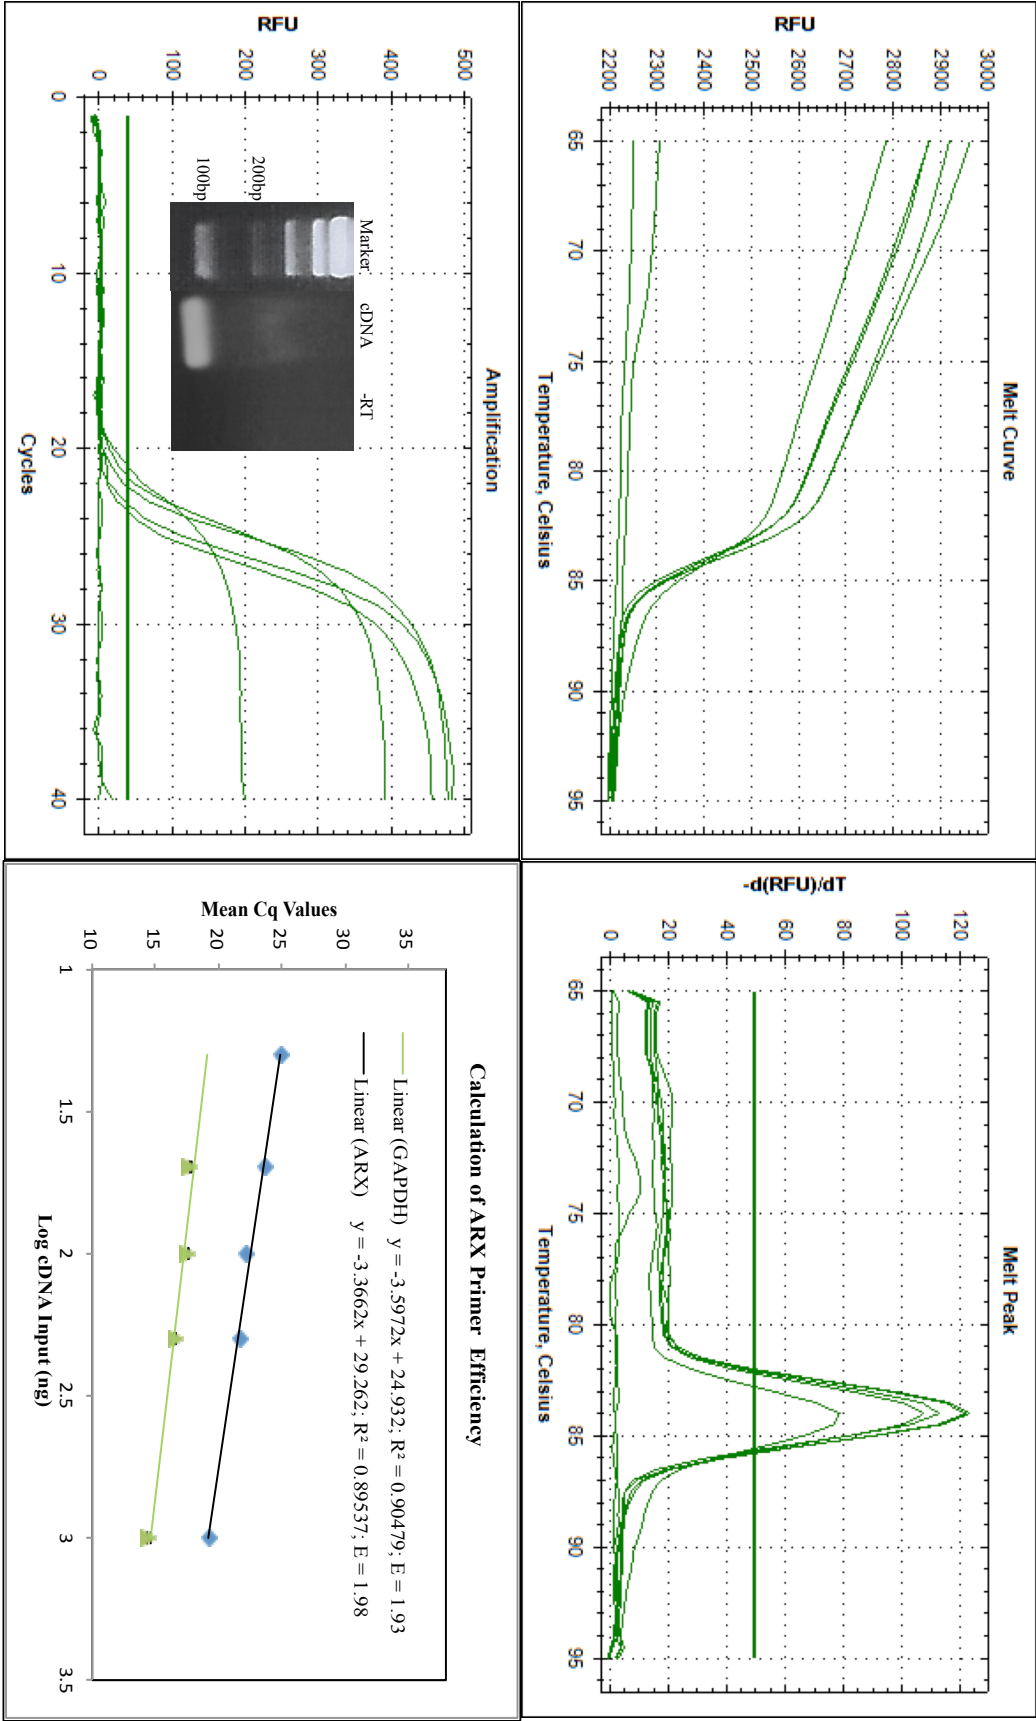 Melt Curve
RFU
3000
2900
2800
2700
2600
2500
2400
2300
2200
65 70 75 80 85 90 95
Temperature, Celsius
Melt Peak
-d(RFU)/dT
120
100
80
60
40
20
0
65 70 75 80 85 90 95
Temperature, Celsius
Amplification
RFU
500
400
300
200
100
0
0 10 20 30 40
Cycles
Marker cDNA -RT
200bp
100bp
Calculation of ARX Primer Efficiency
Linear (GAPDH) y = -3.5972x + 24.932, R² = 0.90479; E = 1.93
Linear (ARX) y = -3.3662x + 29.262; R² = 0.89537; E = 1.98
Mean Cq Values
35
30
25
20
15
10
1 1.5 2 2.5 3 3.5
Log cDNA Input (ng)